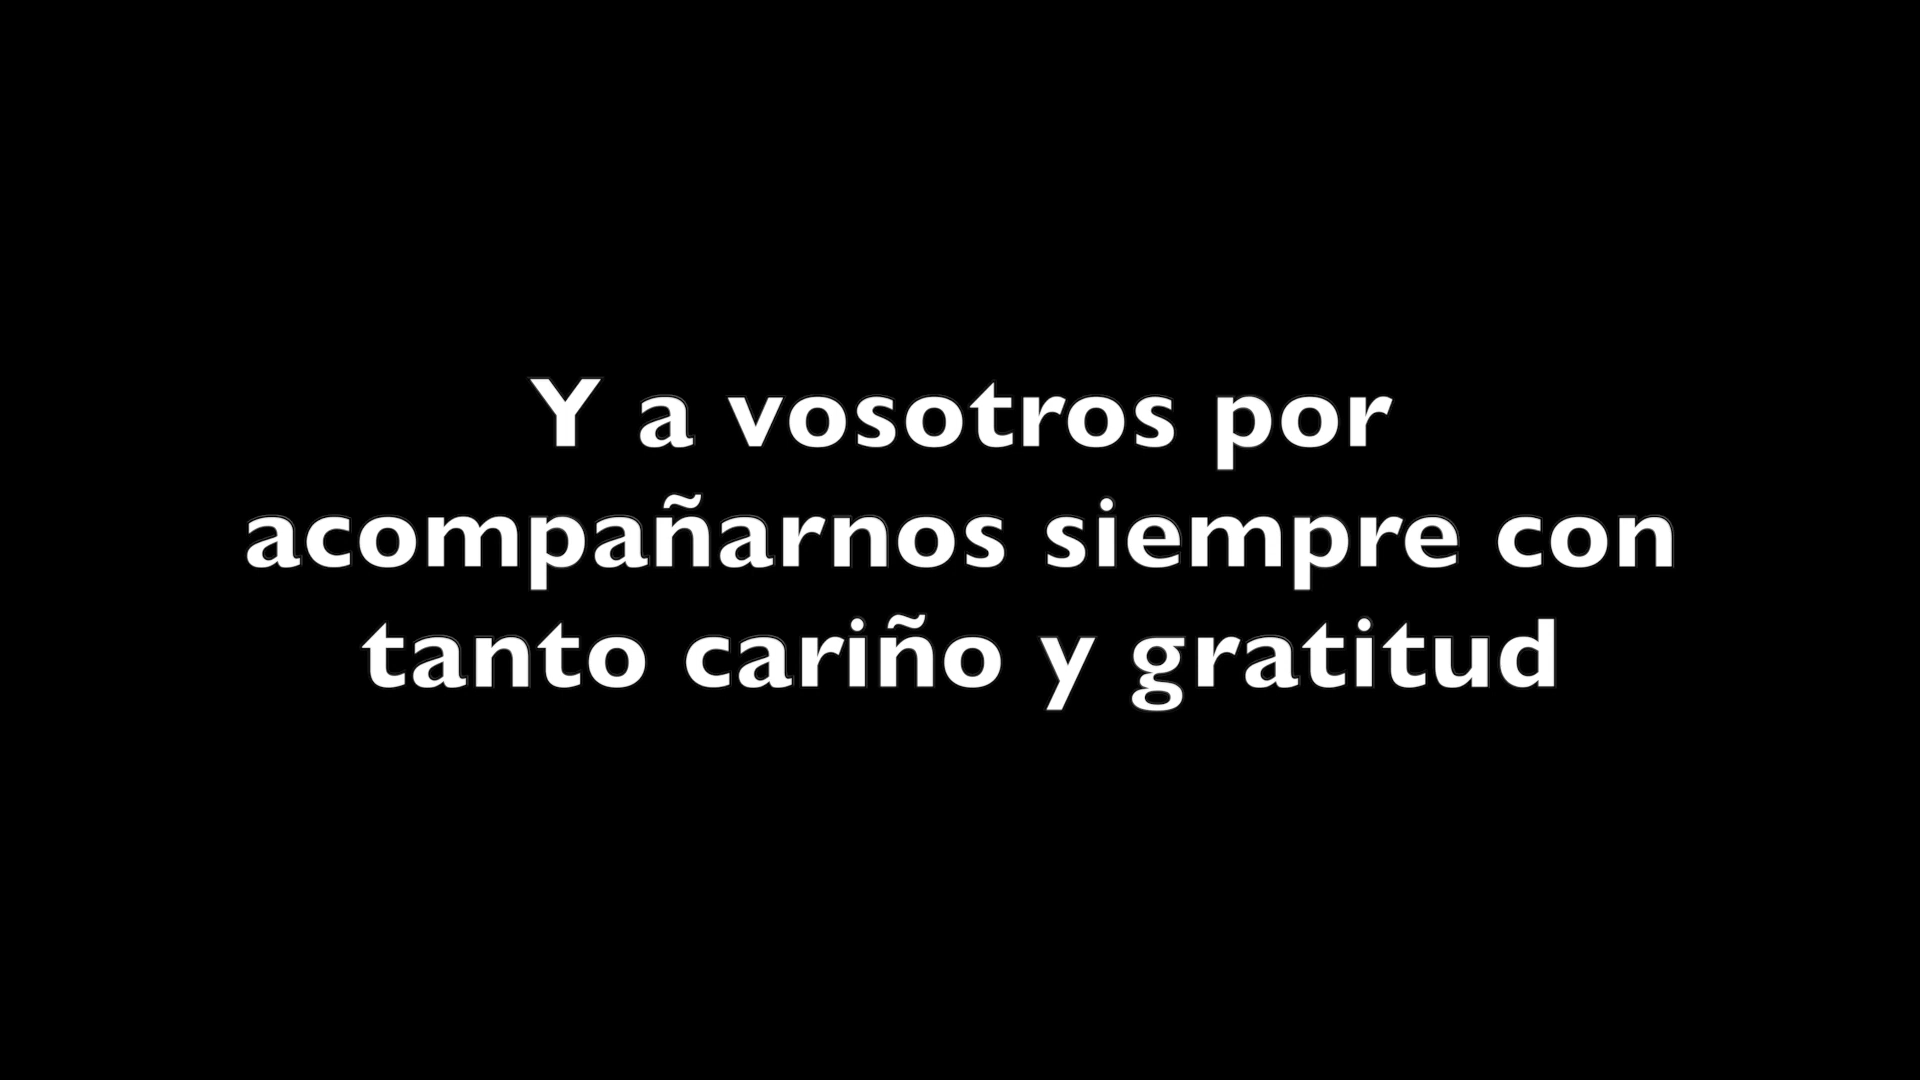 Y a vosotros por
acompañarnos siempre con
tanto cariño y gratitud